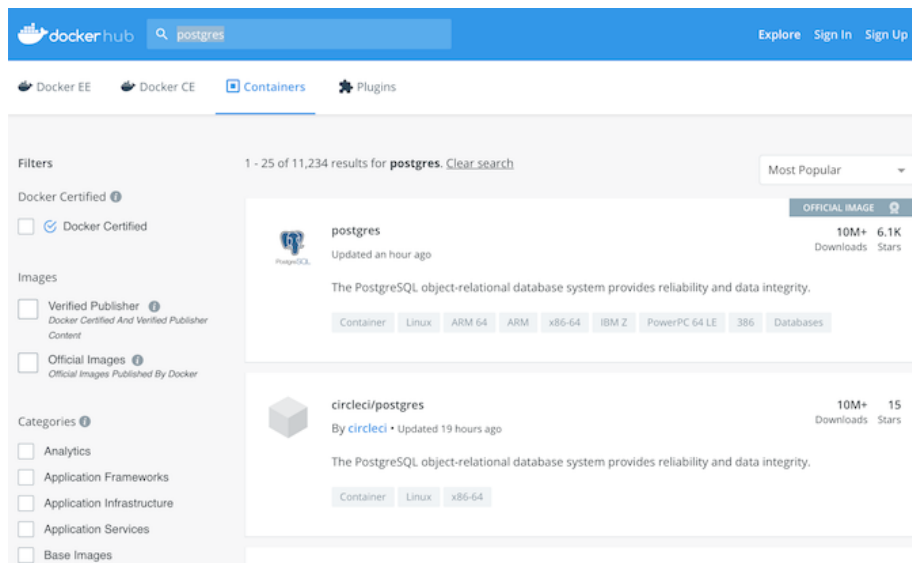 dockerhub
postgres
Explore Sign In Sign Up
Docker EE Docker CE Containers Plugins
Filters
Docker Certified
Docker Certified
Images
Verified Publisher
Docker Certified And Verified Publisher
Content
Official Images
Official Images Published By Docker
Categories
Analytics
Application Frameworks
Application Infrastructure
Application Services
Base Images
1 - 25 of 11,234 results for postgres. Clear search
Most Popular
OFFICIAL IMAGE
PostgreSQL
postgres
Updated an hour ago
10M+ 6.1K
Downloads Stars
The PostgreSQL object-relational database system provides reliability and data integrity.
Container Linux ARM 64 ARM x86-64 IBM Z PowerPC 64 LE 386 Databases
circleci/postgres
By circleci • Updated 19 hours ago
10M+ 15
Downloads Stars
The PostgreSQL object-relational database system provides reliability and data integrity.
Container Linux x86-64